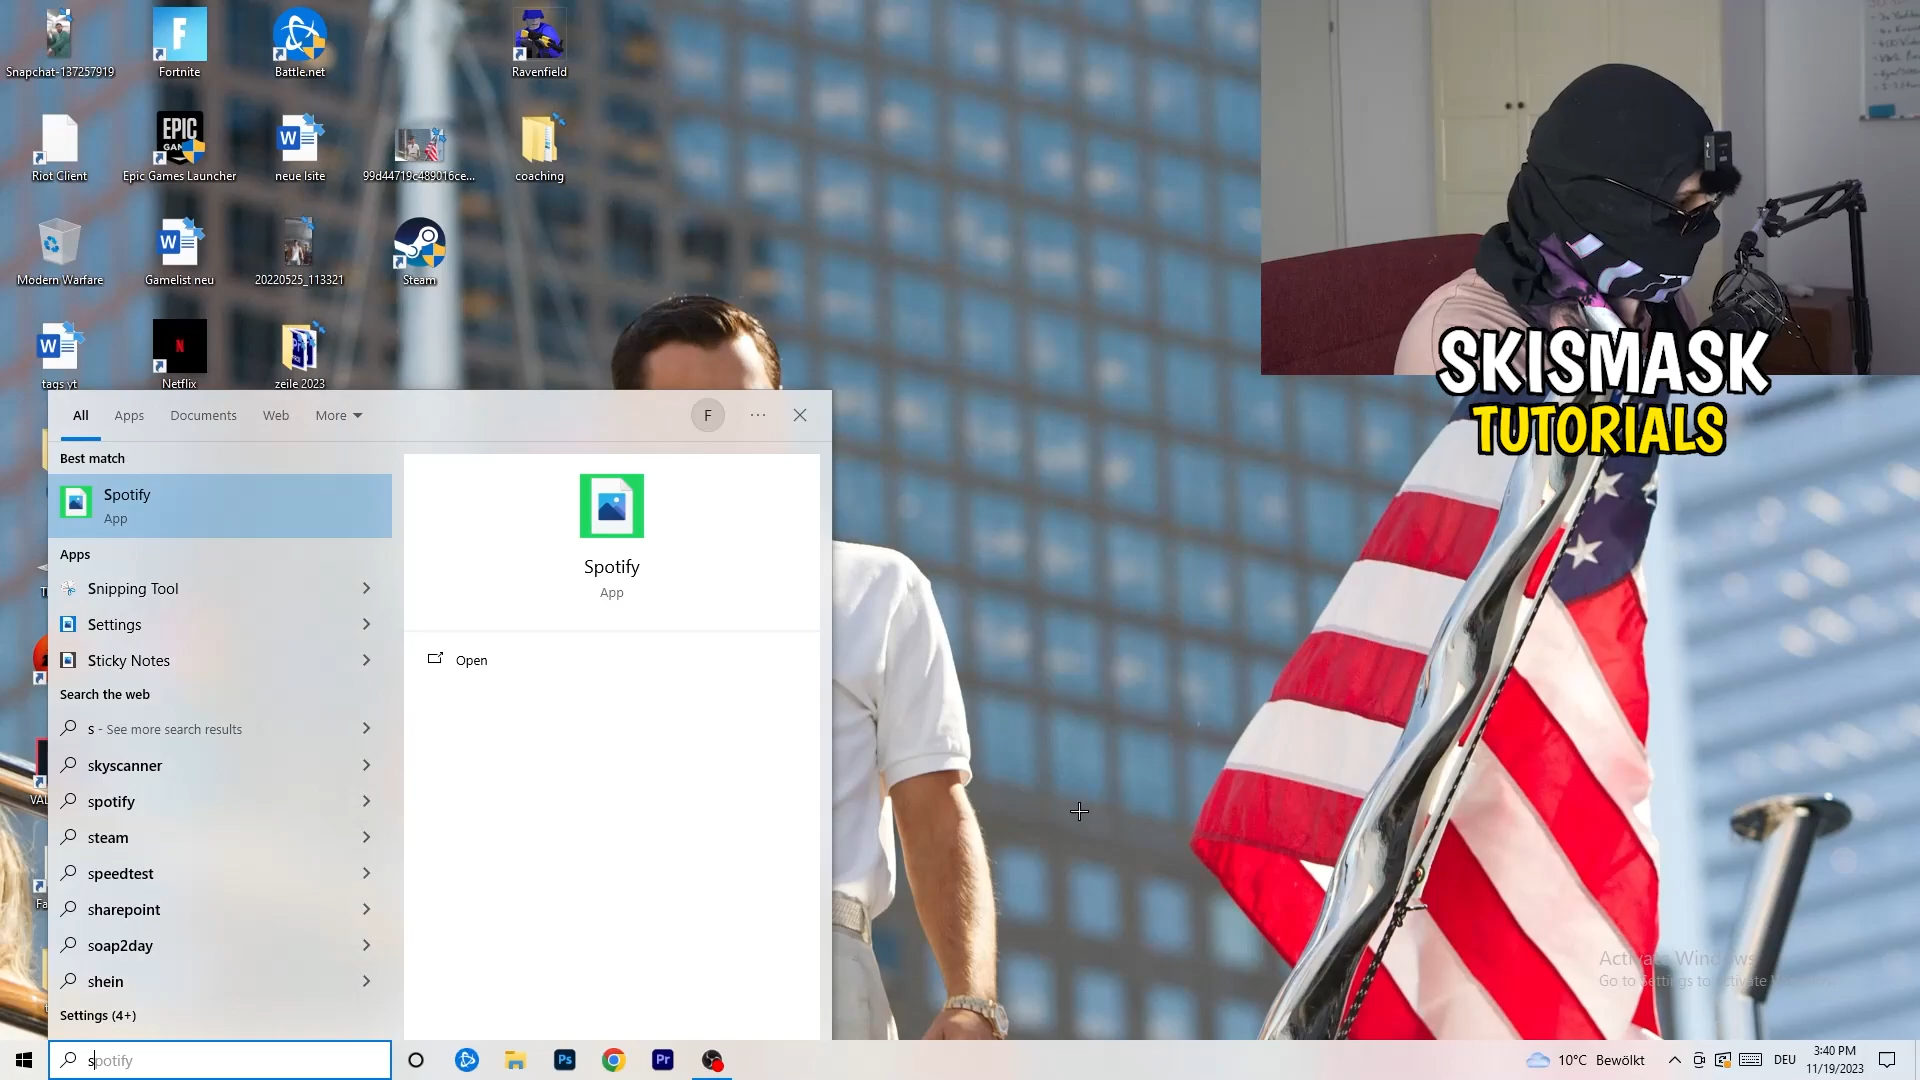 Snapchat-137257919
Fortnite
Battle.net
Ravenfield
Riot Client
EPIC
Epic Games Launcher
neue lsite
99d44719c489016ce...
coaching
Modern Warfare
Gamelist neu
20220525_113321
Steam
tags yt
Netflix
zeile 2023
SKISMASK
TUTORIALS
All
Apps
Documents
Web
More
F
Best match
Spotify
App
Apps
Snipping Tool
Settings
Sticky Notes
Search the web
s - See more search results
skyscanner
spotify
steam
speedtest
sharepoint
soap2day
shein
Settings (4+)
Spotify
App
Open
spotify
Ps
Pr
10°C Bewölkt
DEU
3:40 PM
11/19/2023